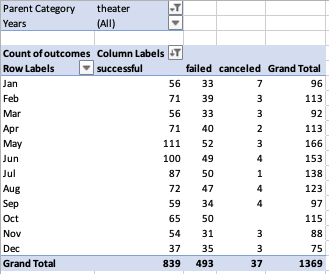 Parent Category theater
Years (All)
Count of outcomes Column Labels
Row Labels successful failed canceled Grand Total
Jan 56 33 7 96
Feb 71 39 3 113
Mar 56 33 3 92
Apr 71 40 2 113
May 111 52 3 166
Jun 100 49 4 153
Jul 87 50 1 138
Aug 72 47 4 123
Sep 59 34 4 97
Oct 65 50 115
Nov 54 31 3 88
Dec 37 35 3 75
Grand Total 839 493 37 1369